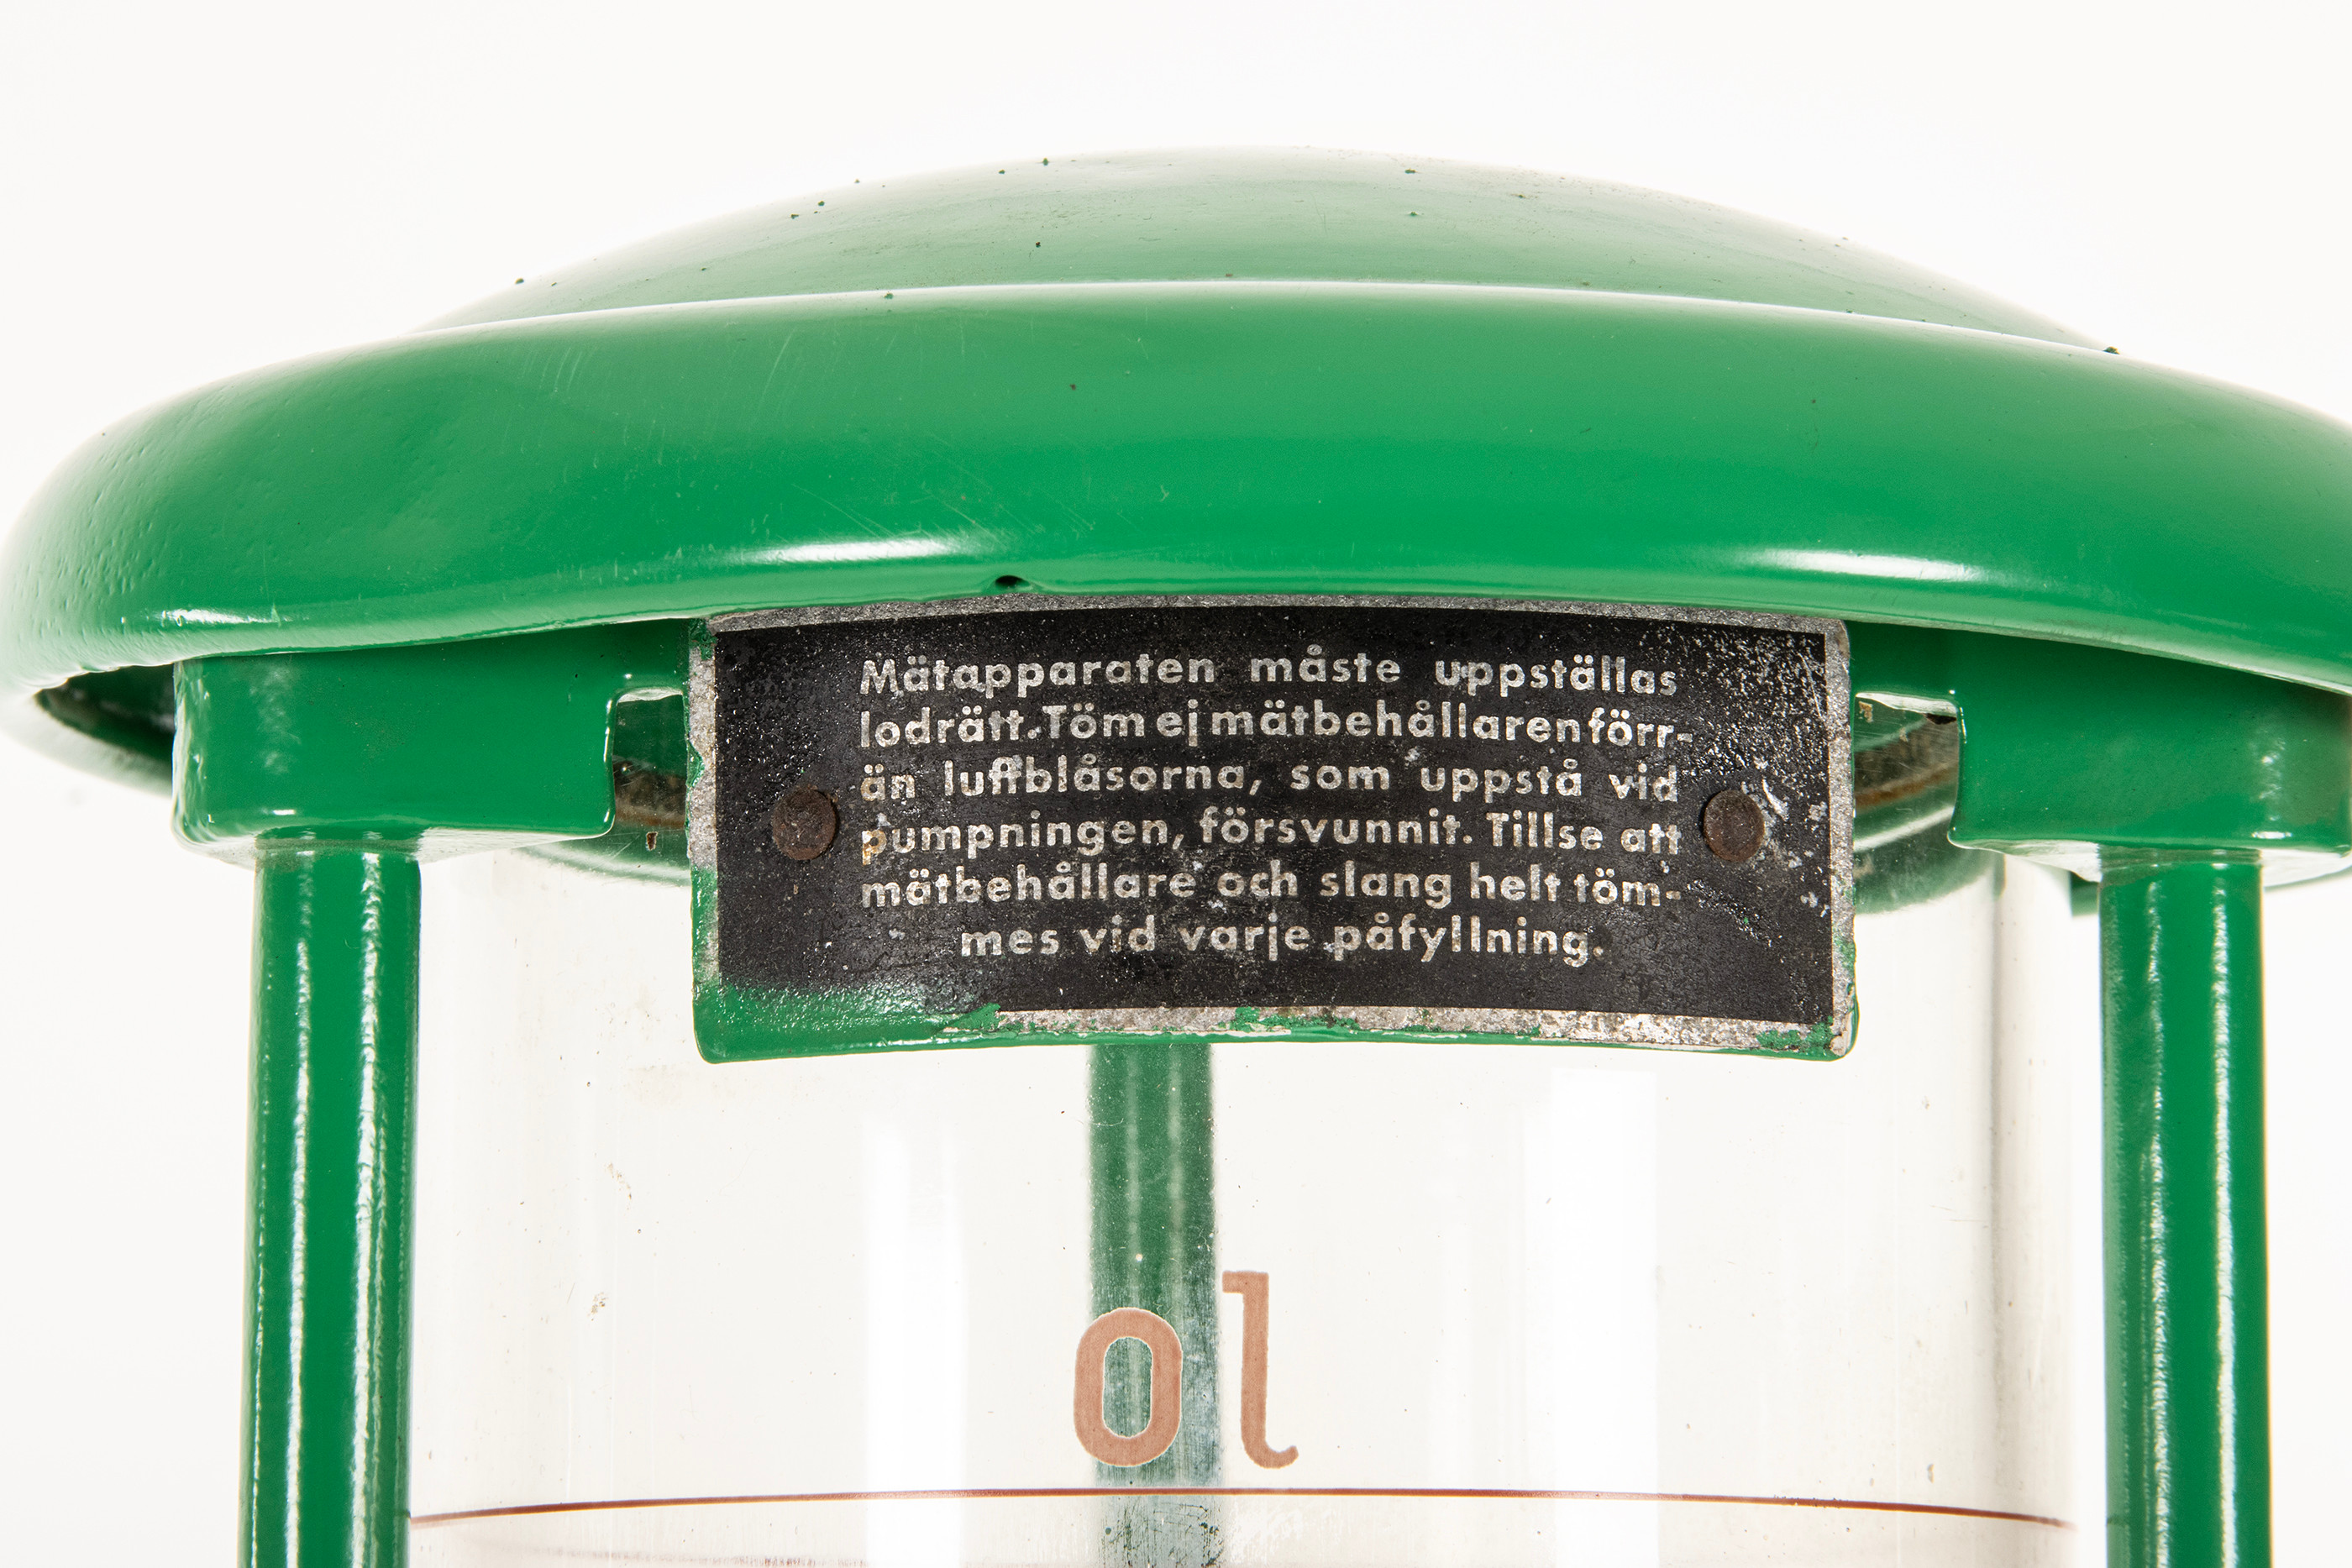 Mätapparaten måste uppställas
lodrätt. Töm ej mätbehållaren förr-
än luftblåsorna, som uppstå vid
pumpningen, försvunnit. Tillse att
mätbehållare och slang helt töm-
mes vid varje påfyllning.
0 l